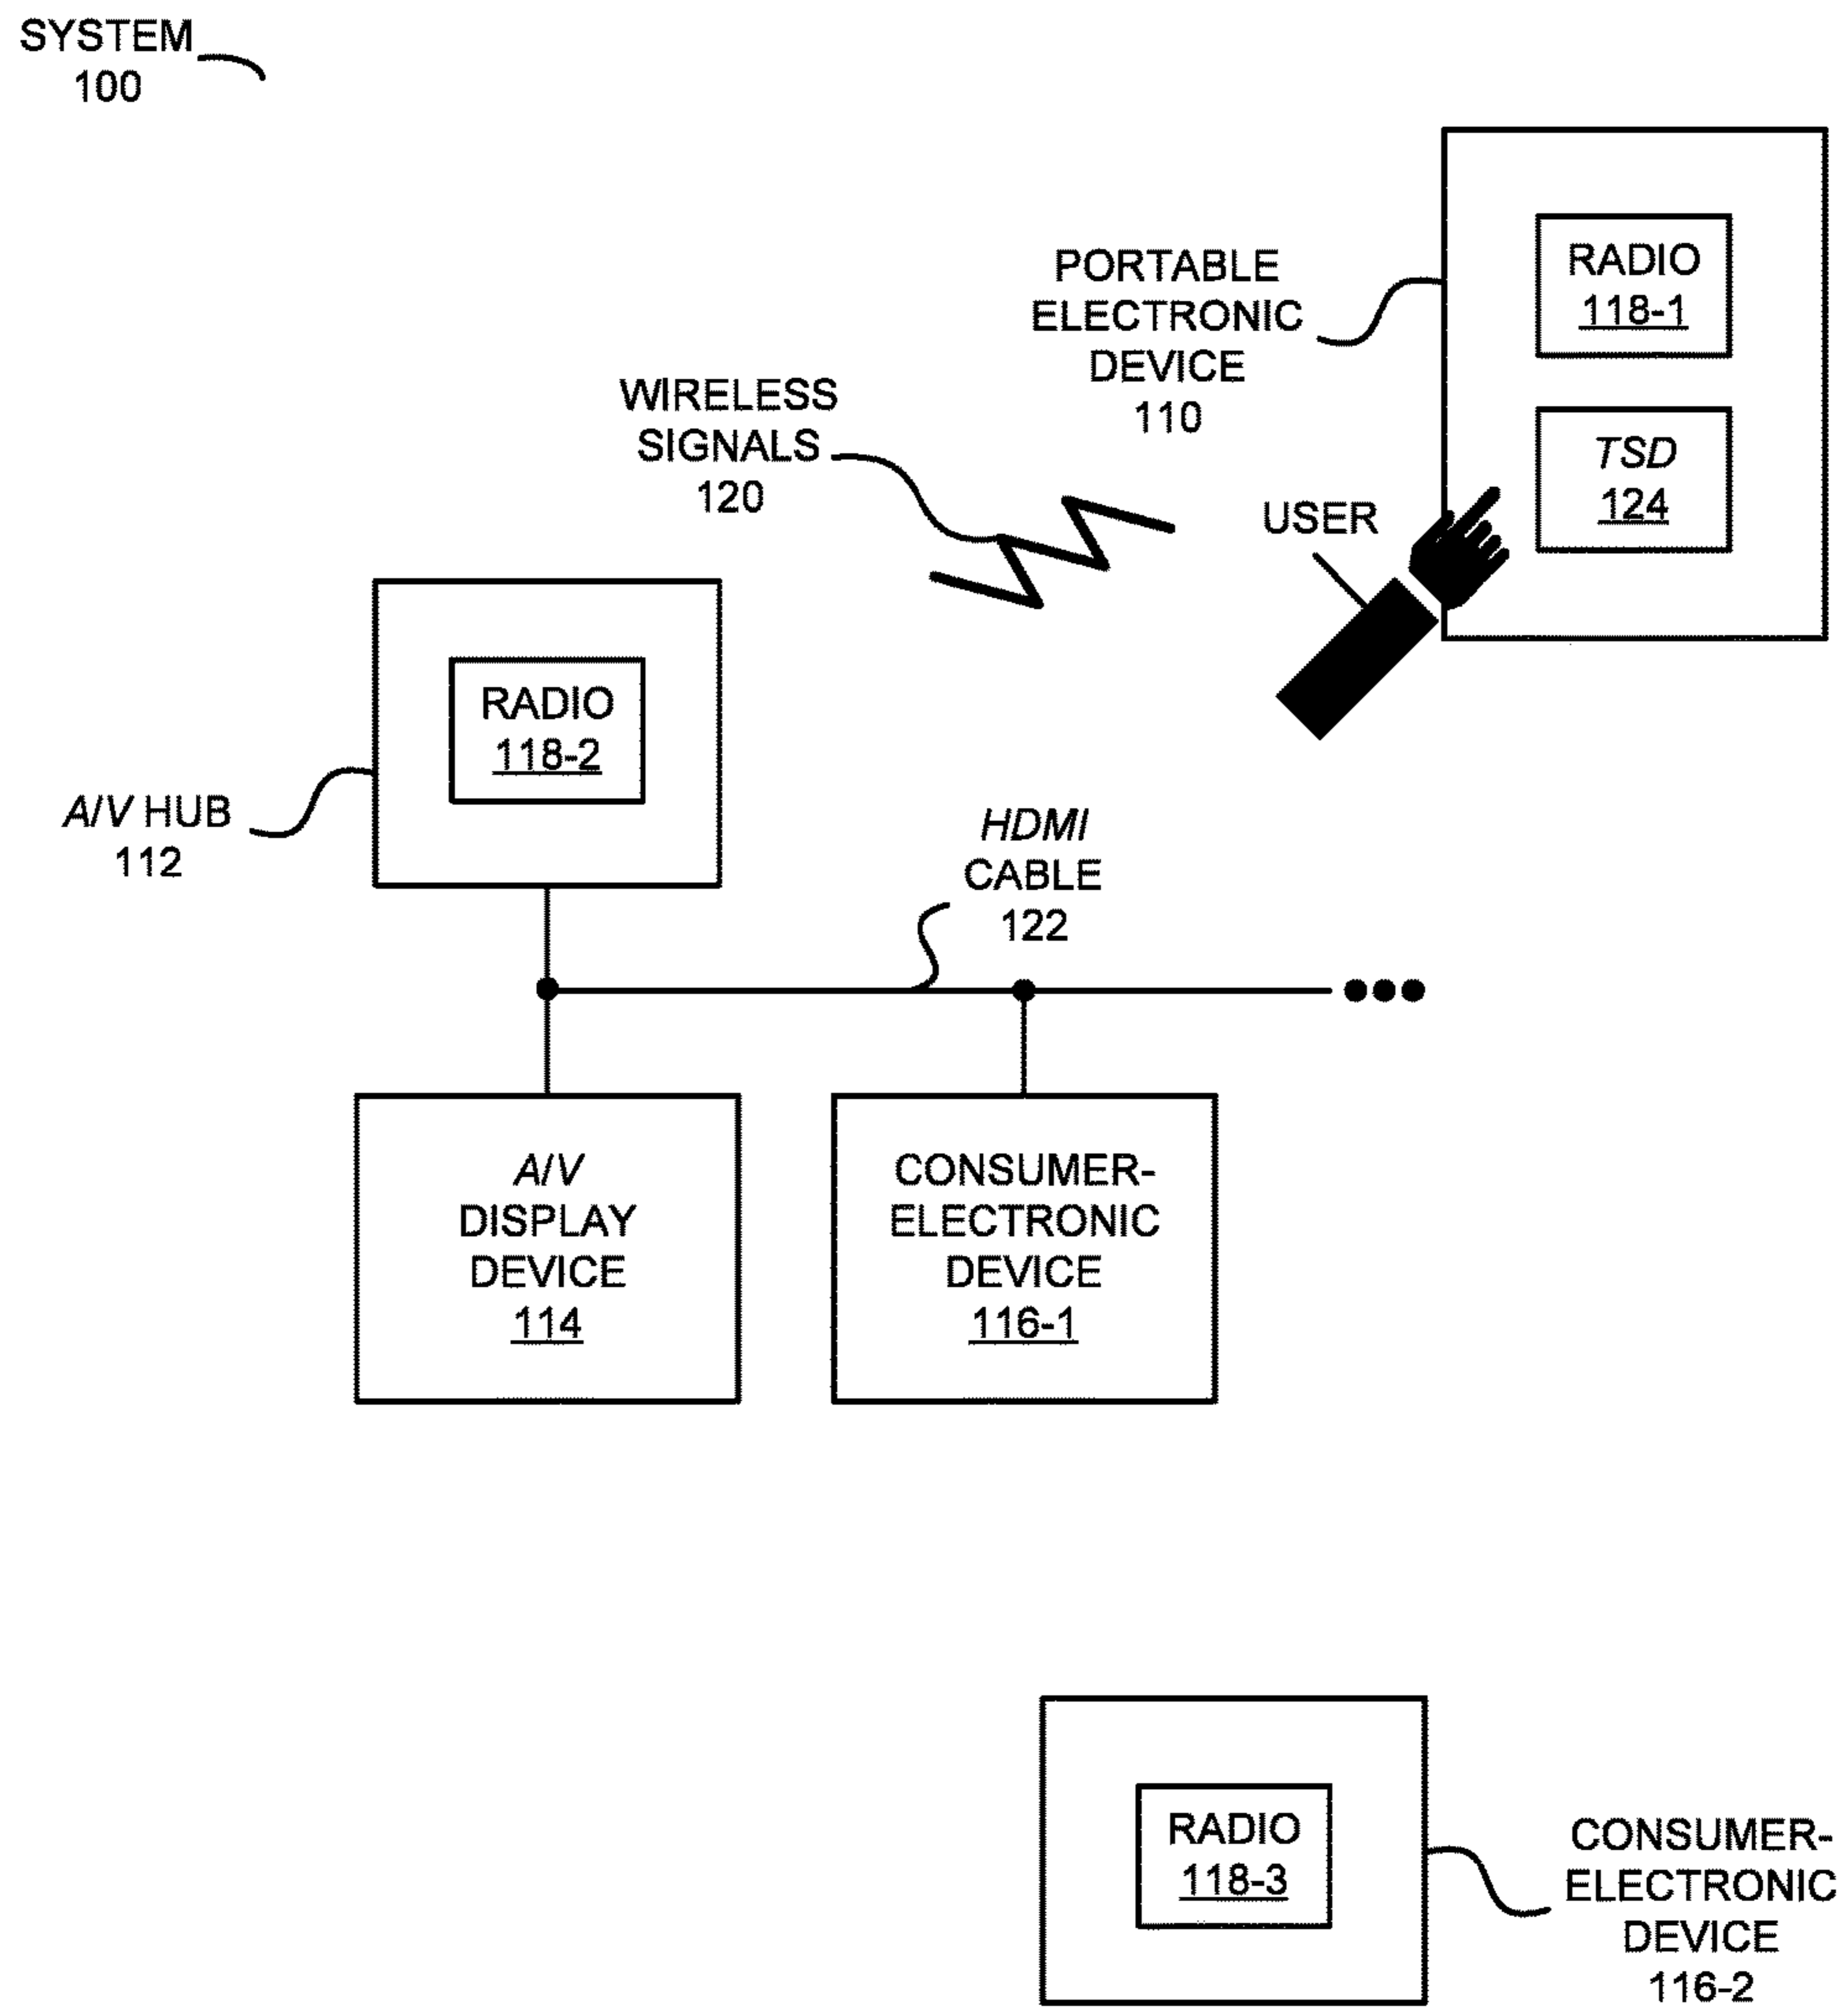 SYSTEM
100
PORTABLE
ELECTRONIC
DEVICE
110
RADIO
118-1
TSD
124
WIRELESS
SIGNALS
120
USER
RADIO
118-2
A/V HUB
112
HDMI
CABLE
122
A/V
DISPLAY
DEVICE
114
CONSUMER-
ELECTRONIC
DEVICE
116-1
RADIO
118-3
CONSUMER-
ELECTRONIC
DEVICE
116-2